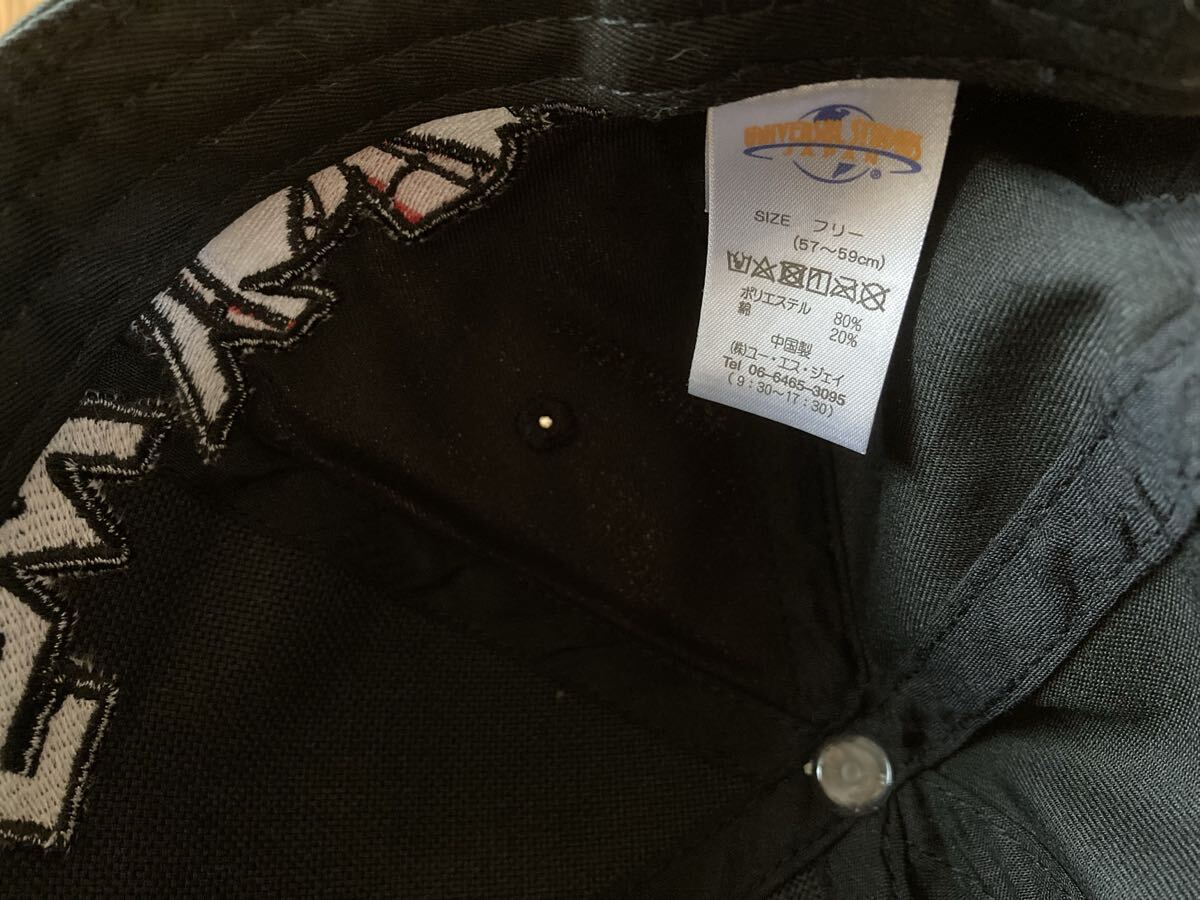 UNIVERSAL STUDIOS
JAPAN
®
SIZE フリー
(57〜59cm)
ポリエステル 80%
綿 20%
中国製
(株)ユー・エス・ジェイ
Tel 06-6465-3095
(9:30〜17:30)